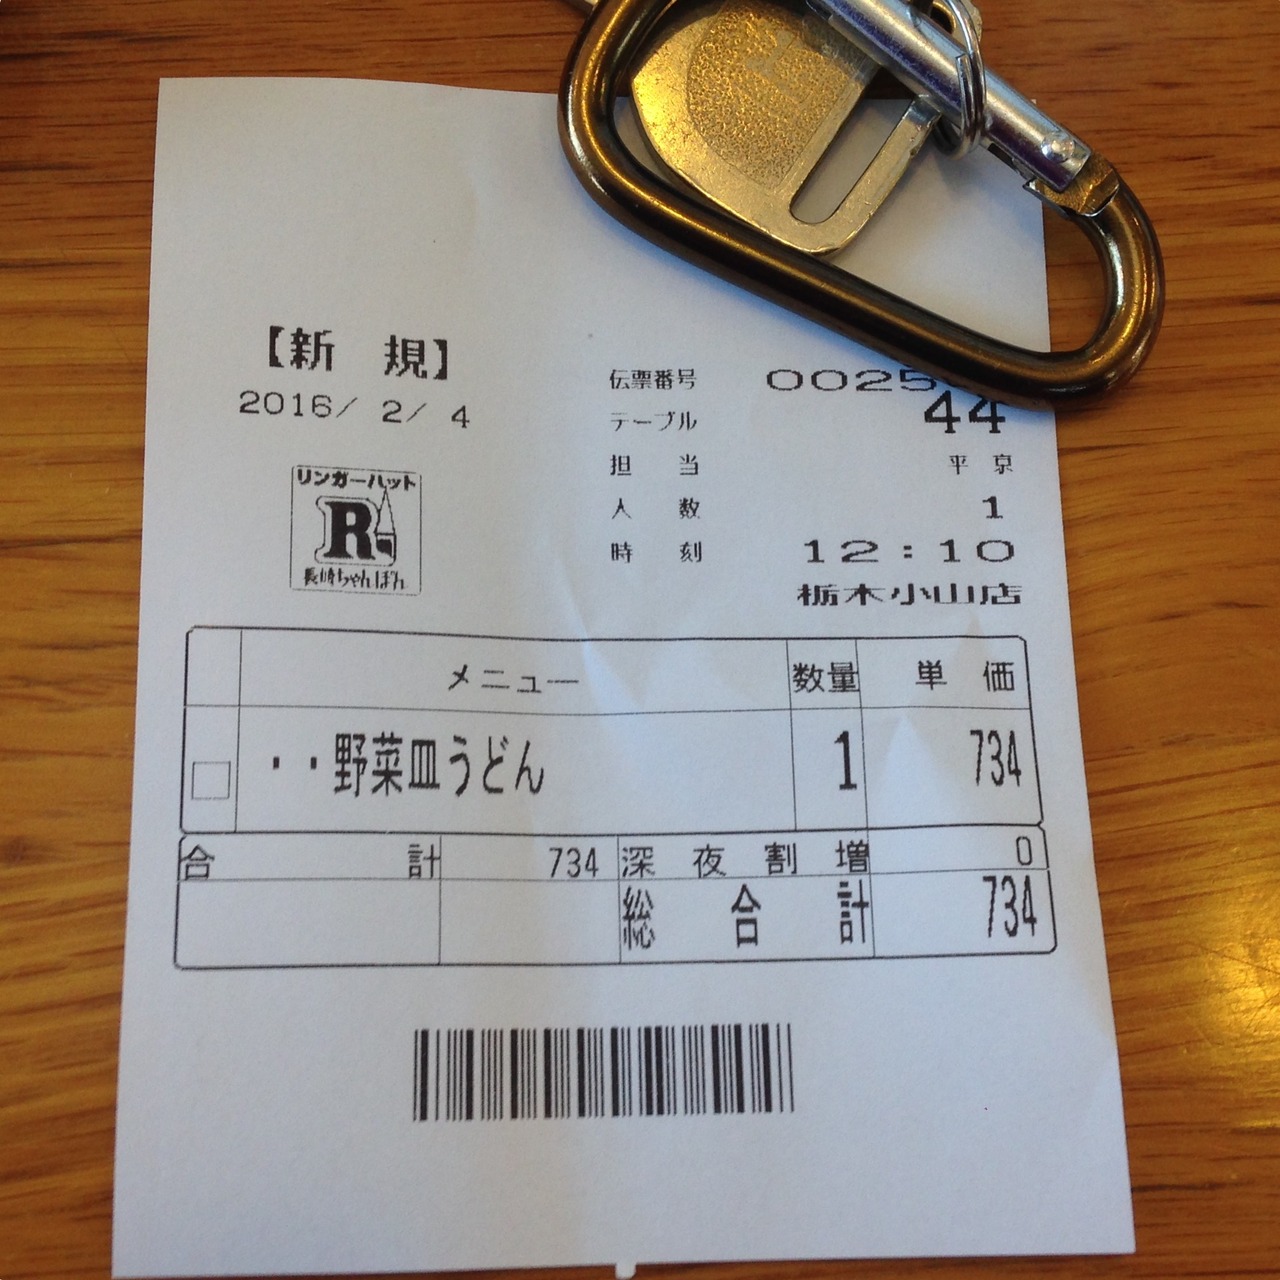 【新 規】
2016/ 2/ 4
リンガーハット
R
長崎ちゃんぽん
伝票番号 0025
テーブル 44
担 当 平 京
人 数 1
時 刻 12:10
栃木小山店
メニュー 数量 単 価
・・野菜皿うどん 1 734
合 計 734 深 夜 割 増 0
総 合 計 734